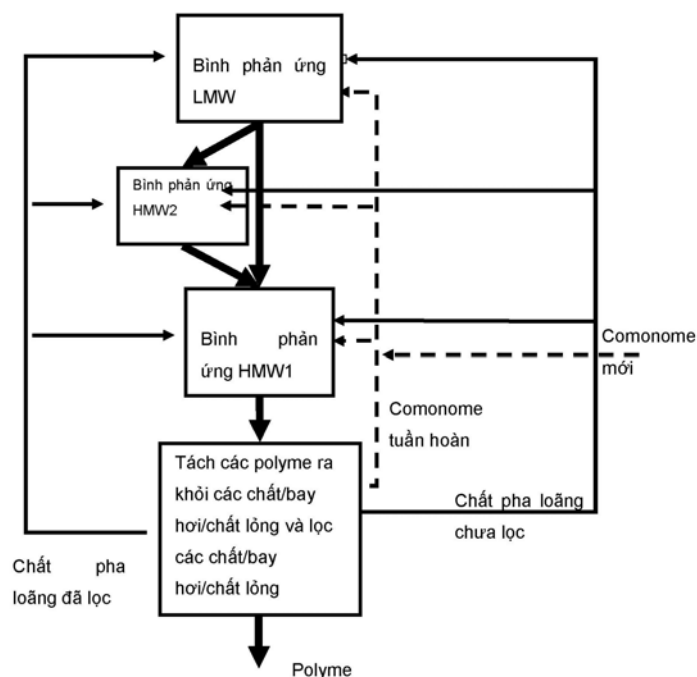 Bình phản ứng
LMW
Bình phản ứng
HMW2
Bình phản
ứng HMW1
Comonome
mới
Comonome
tuần hoàn
Tách các polyme ra
khỏi các chất/bay
hơi/chất lỏng và lọc
các chất/bay
hơi/chất lỏng
Chất pha loãng
chưa lọc
Chất pha
loãng đã lọc
Polyme